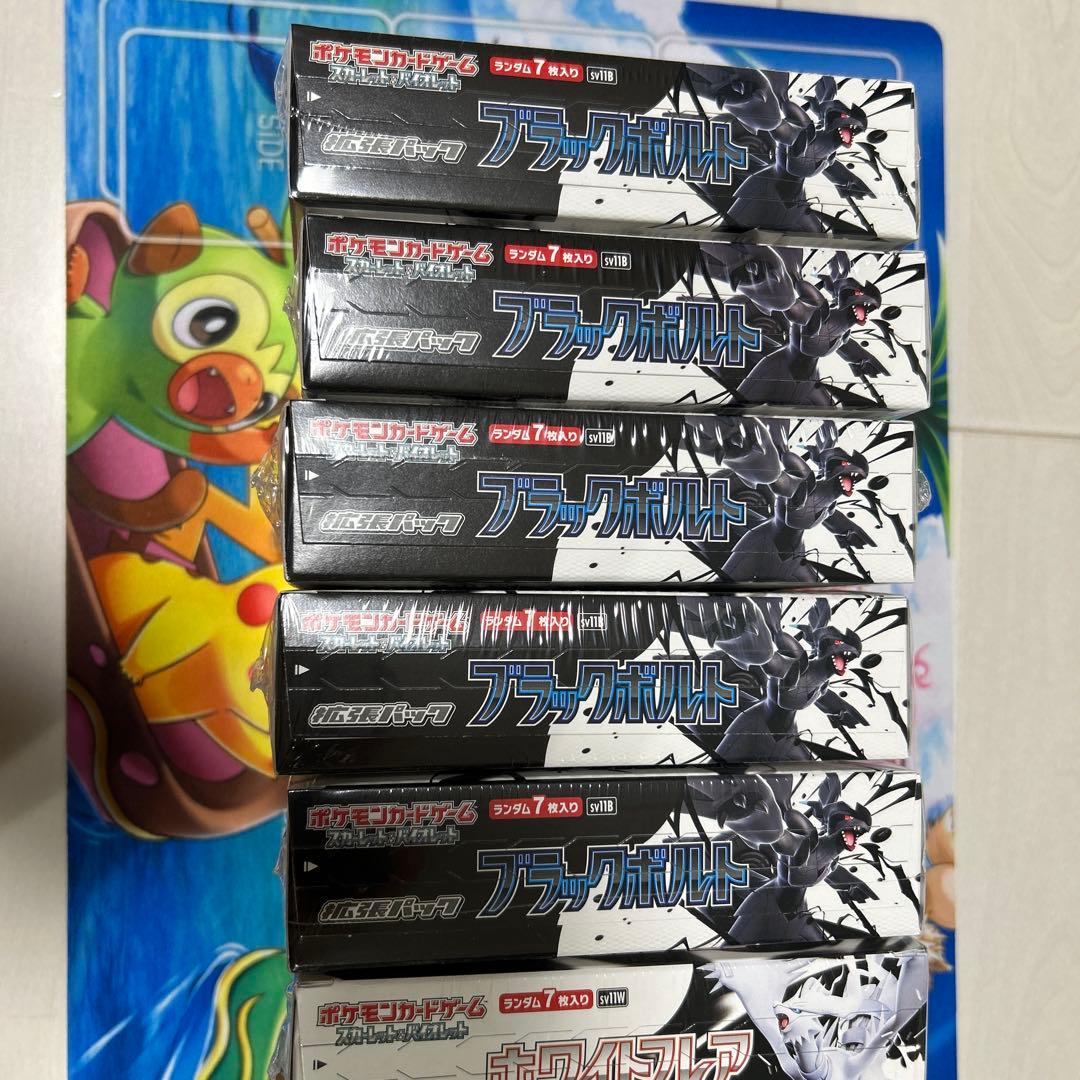 SIDE
ポケモンカードゲーム
スカーレット&バイオレット
ランダム7枚入り sv11B
拡張パック ブラックボルト
ポケモンカードゲーム
スカーレット&バイオレット
ランダム7枚入り sv11B
拡張パック ブラックボルト
ポケモンカードゲーム
スカーレット&バイオレット
ランダム7枚入り sv11B
拡張パック ブラックボルト
ポケモンカードゲーム
スカーレット&バイオレット
ランダム7枚入り sv11B
拡張パック ブラックボルト
ポケモンカードゲーム
スカーレット&バイオレット
ランダム7枚入り sv11B
拡張パック ブラックボルト
ポケモンカードゲーム
スカーレット&バイオレット
ランダム7枚入り sv11W
ホワイトフレア